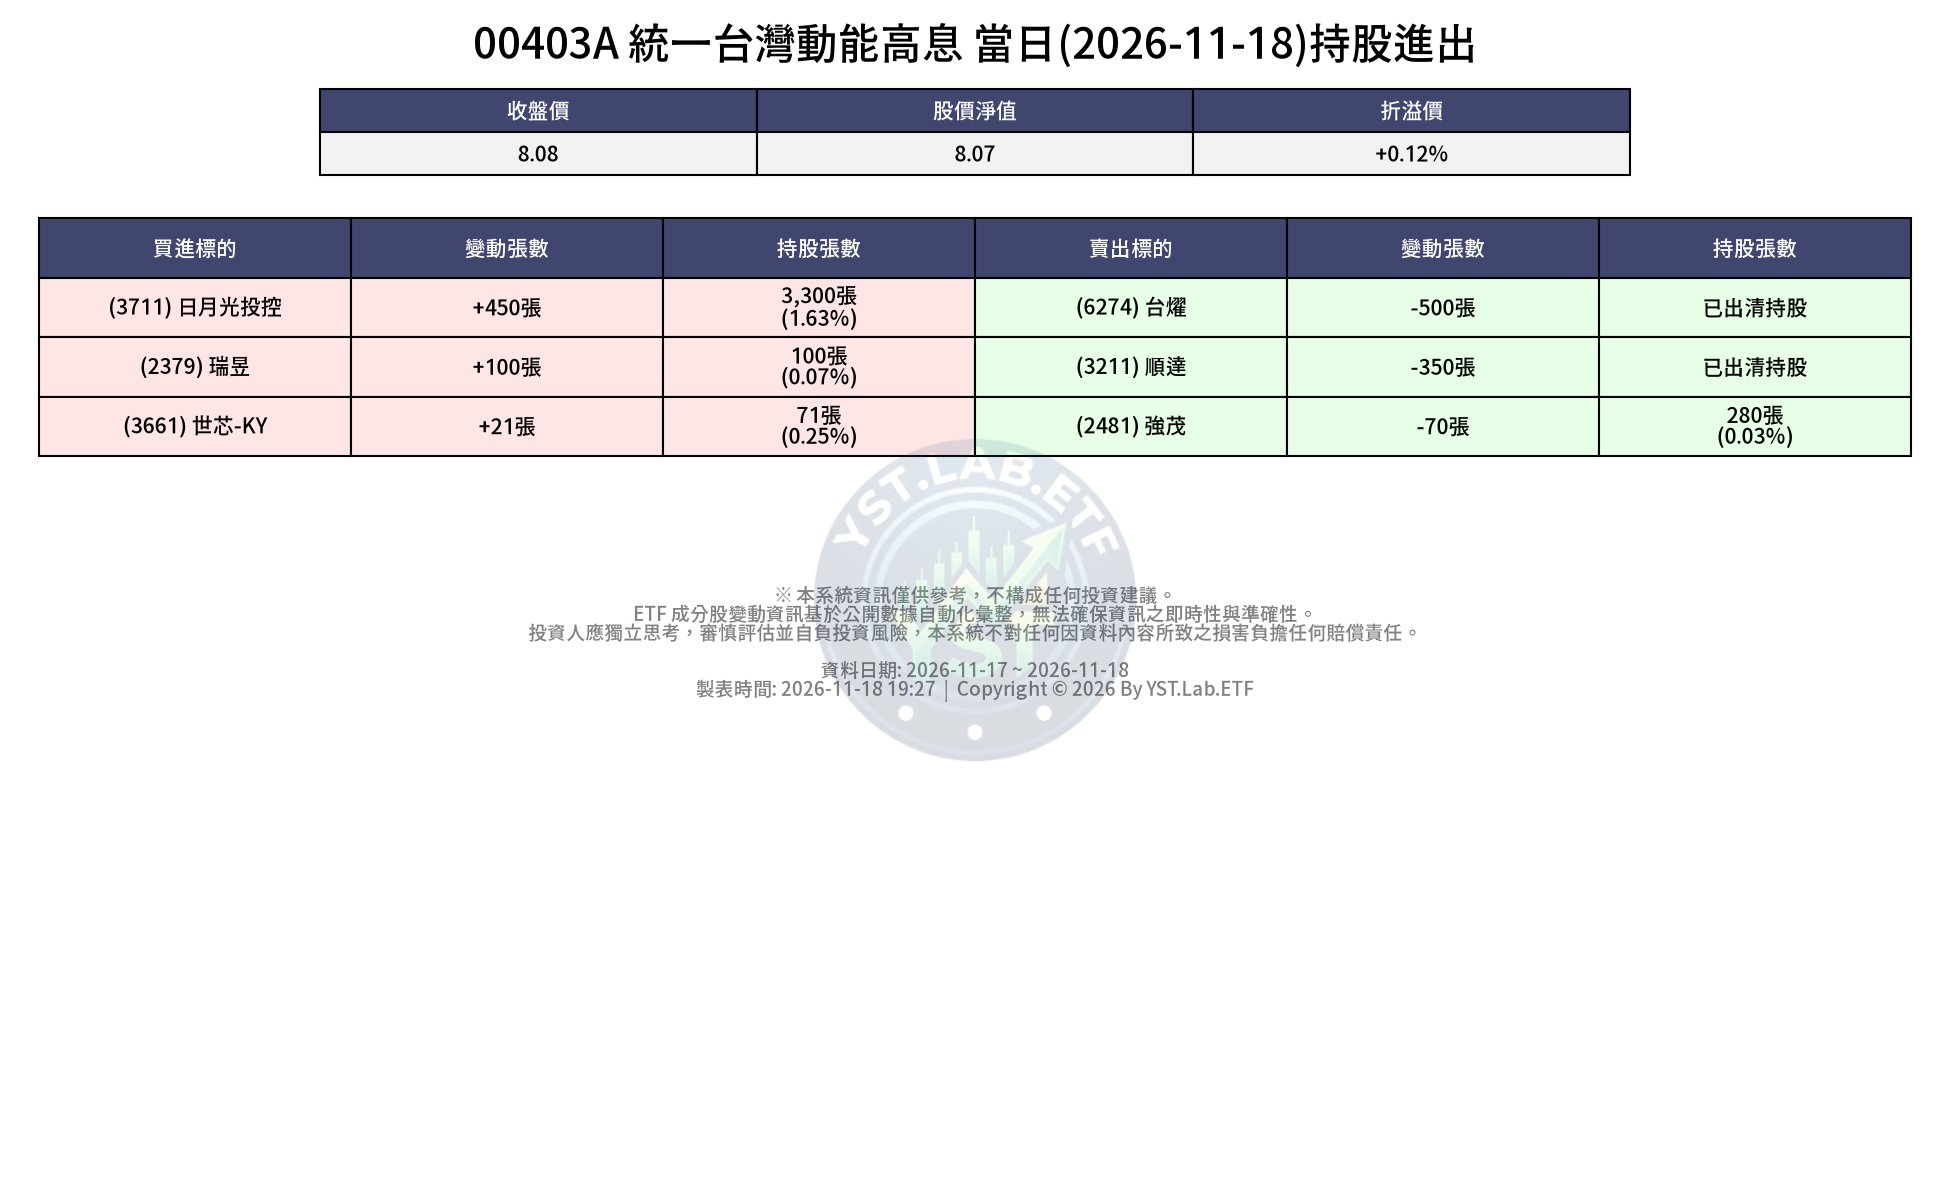 00403A 統一台灣動能高息 當日(2026-11-18)持股進出
收盤價 股價淨值 折溢價
8.08 8.07 +0.12%
買進標的 變動張數 持股張數 賣出標的 變動張數 持股張數
(3711) 日月光投控 +450張 3,300張 (1.63%) (6274) 台燿 -500張 已出清持股
(2379) 瑞昱 +100張 100張 (0.07%) (3211) 順達 -350張 已出清持股
(3661) 世芯-KY +21張 71張 (0.25%) (2481) 強茂 -70張 280張 (0.03%)
YST.LAB.ETF
※ 本系統資訊僅供參考，不構成任何投資建議。
ETF 成分股變動資訊基於公開數據自動化彙整，無法確保資訊之即時性與準確性。
投資人應獨立思考，審慎評估並自負投資風險，本系統不對任何因資料內容所致之損害負擔任何賠償責任。
YST
資料日期: 2026-11-17 ~ 2026-11-18
製表時間: 2026-11-18 19:27 | Copyright © 2026 By YST.Lab.ETF